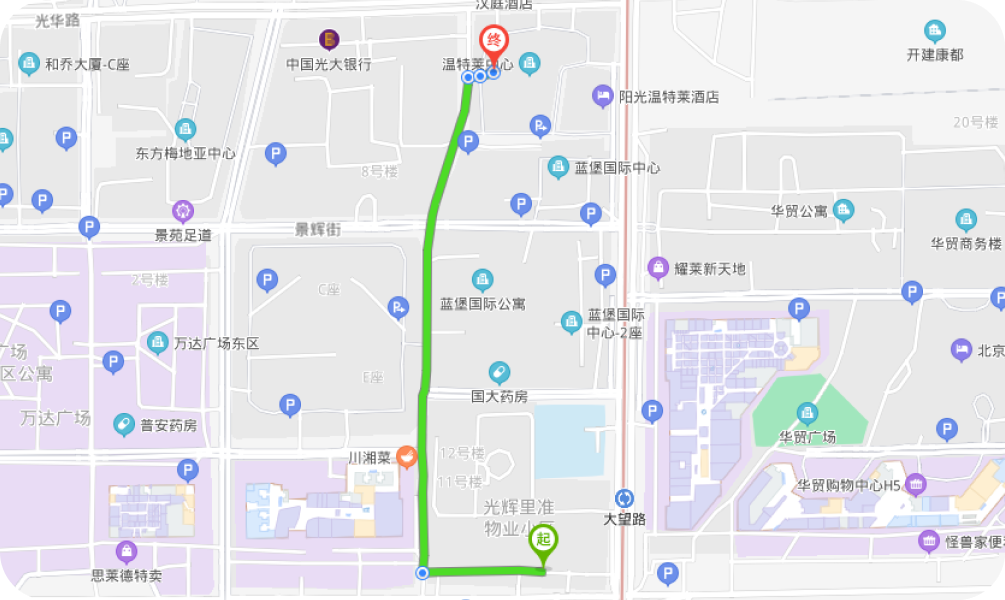 汉庭酒店
光华路
终
开建康都
和乔大厦-C座
中国光大银行
温特莱中心
阳光温特莱酒店
20号楼
东方梅地亚中心
8号楼
蓝堡国际中心
华贸公寓
景苑足道
景辉街
华贸商务楼
耀莱新天地
2号楼
C座
蓝堡国际公寓
蓝堡国际
中心-2座
万达广场东区
广场
区公寓
北京
E座
国大药房
万达广场
普安药房
华贸广场
川湘菜
12号楼
11号楼
华贸购物中心H5
光辉里准
物业小区
大望路
起
怪兽家便利
思莱德特卖